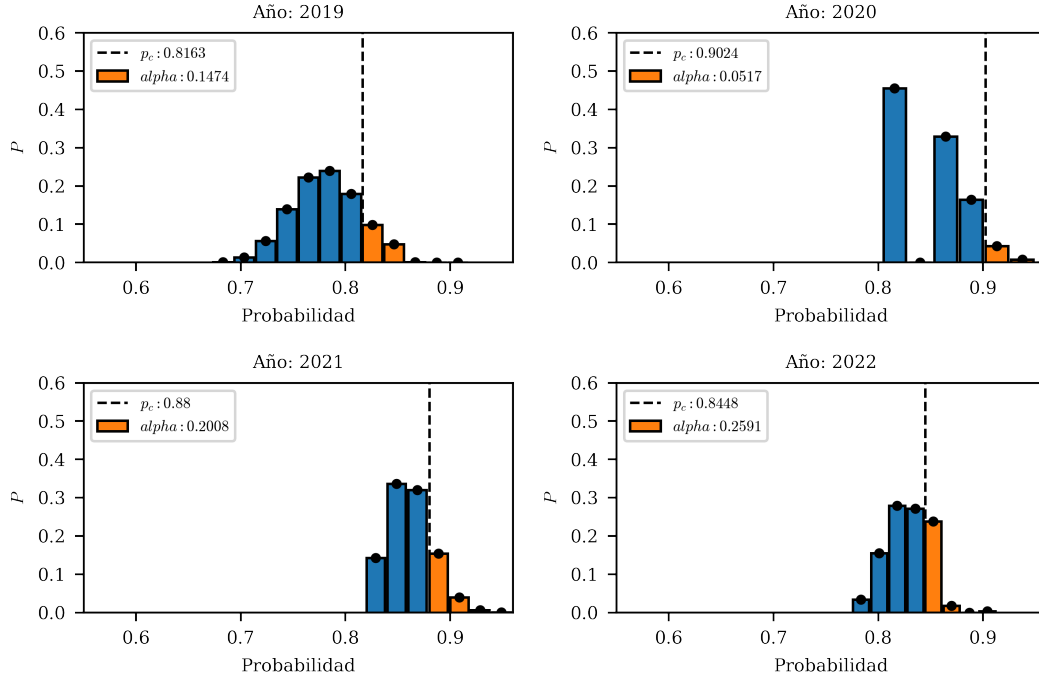 Año: 2019
0.6
0.5
0.4
0.3
0.2
0.1
0.0
P
p_c : 0.8163
alpha : 0.1474
0.6 0.7 0.8 0.9
Probabilidad
Año: 2020
0.6
0.5
0.4
0.3
0.2
0.1
0.0
P
p_c : 0.9024
alpha : 0.0517
0.6 0.7 0.8 0.9
Probabilidad
Año: 2021
0.6
0.5
0.4
0.3
0.2
0.1
0.0
P
p_c : 0.88
alpha : 0.2008
0.6 0.7 0.8 0.9
Probabilidad
Año: 2022
0.6
0.5
0.4
0.3
0.2
0.1
0.0
P
p_c : 0.8448
alpha : 0.2591
0.6 0.7 0.8 0.9
Probabilidad